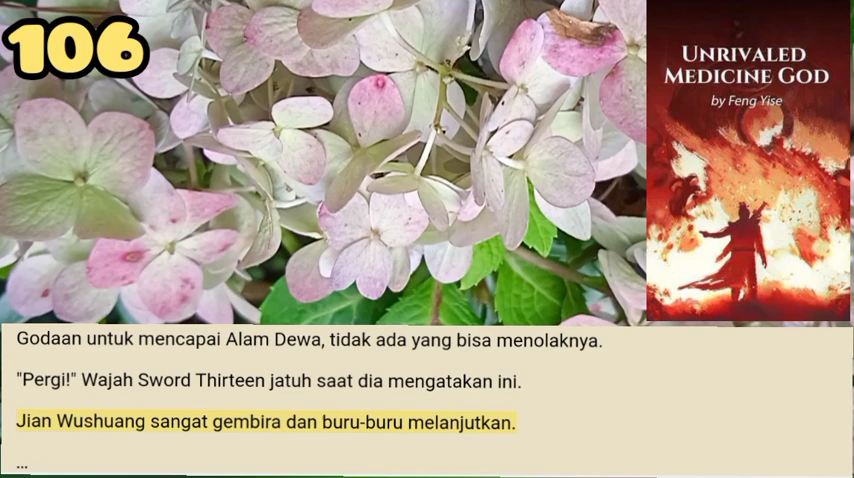 106
UNRIVALED
MEDICINE GOD
by Feng Yise
Godaan untuk mencapai Alam Dewa, tidak ada yang bisa menolaknya.
"Pergi!" Wajah Sword Thirteen jatuh saat dia mengatakan ini.
Jian Wushuang sangat gembira dan buru-buru melanjutkan.
...